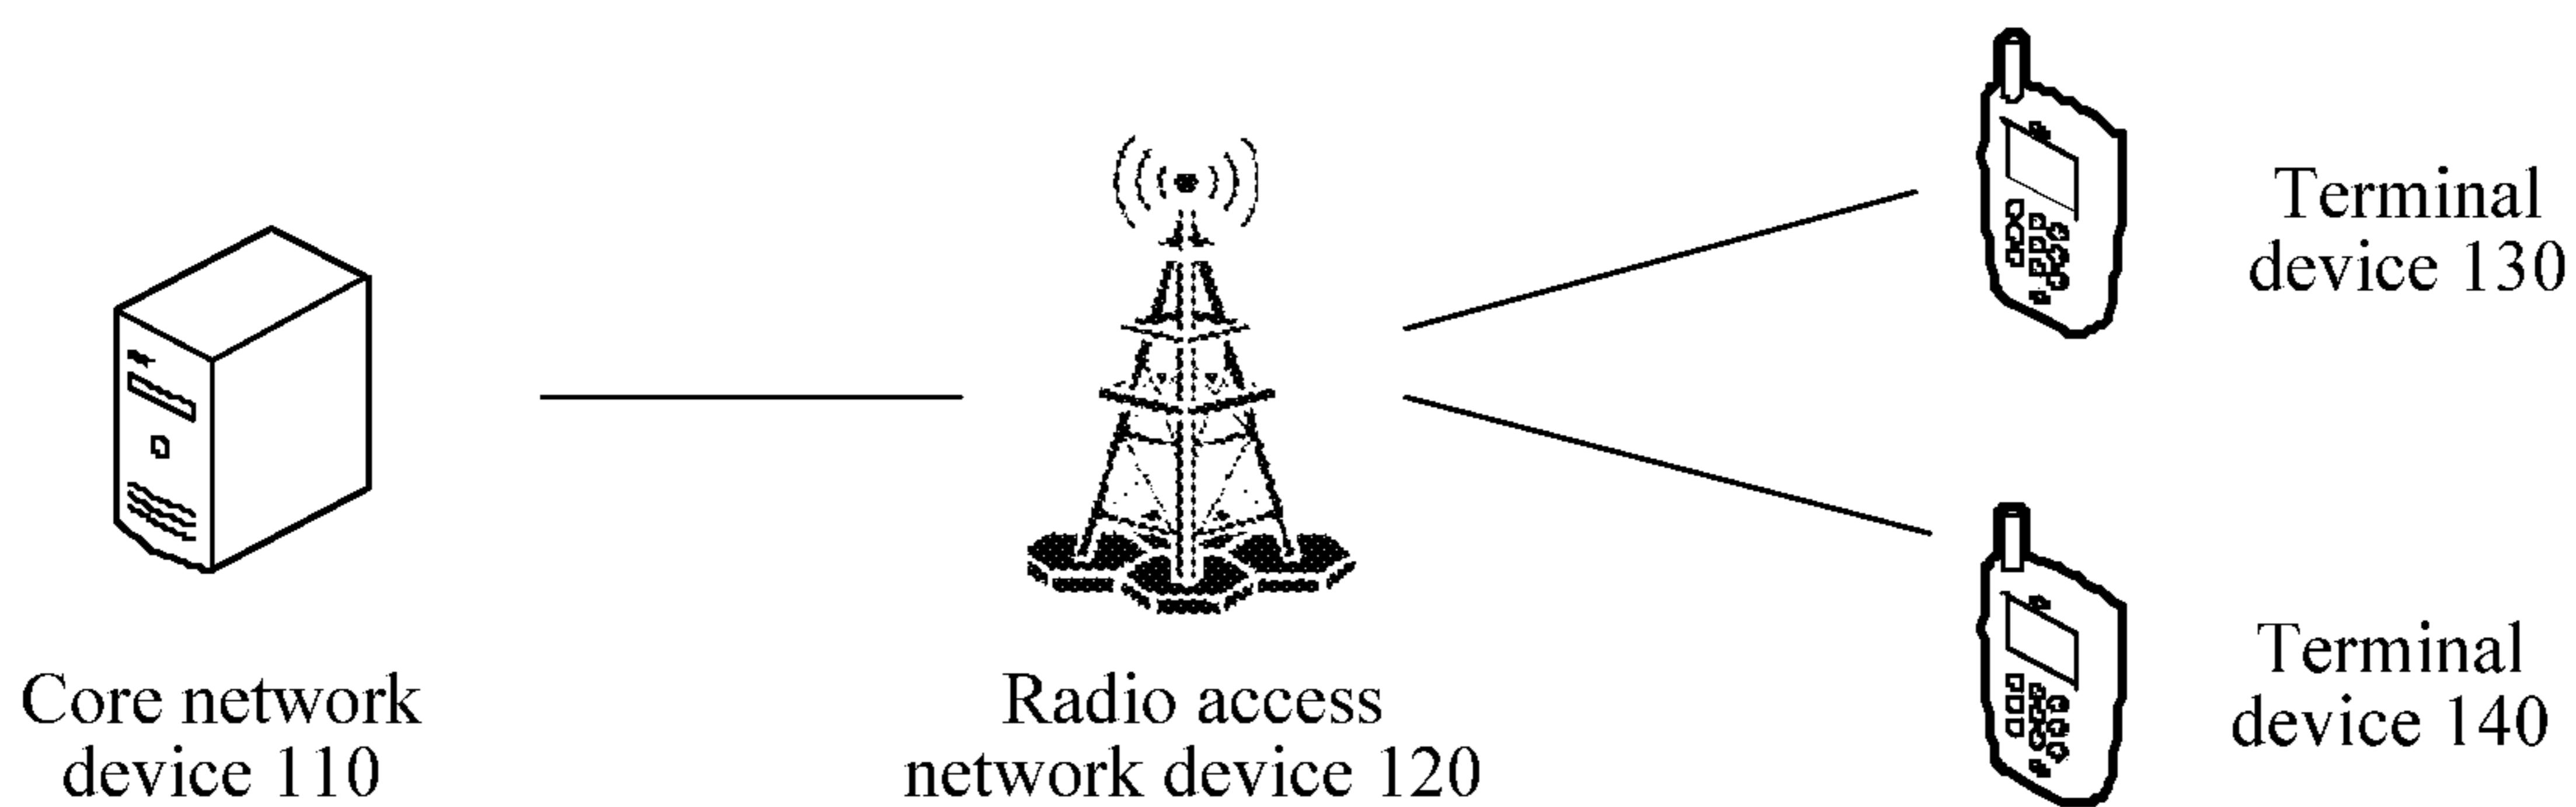 Terminal
device 130
Core network
device 110
Radio access
network device 120
Terminal
device 140